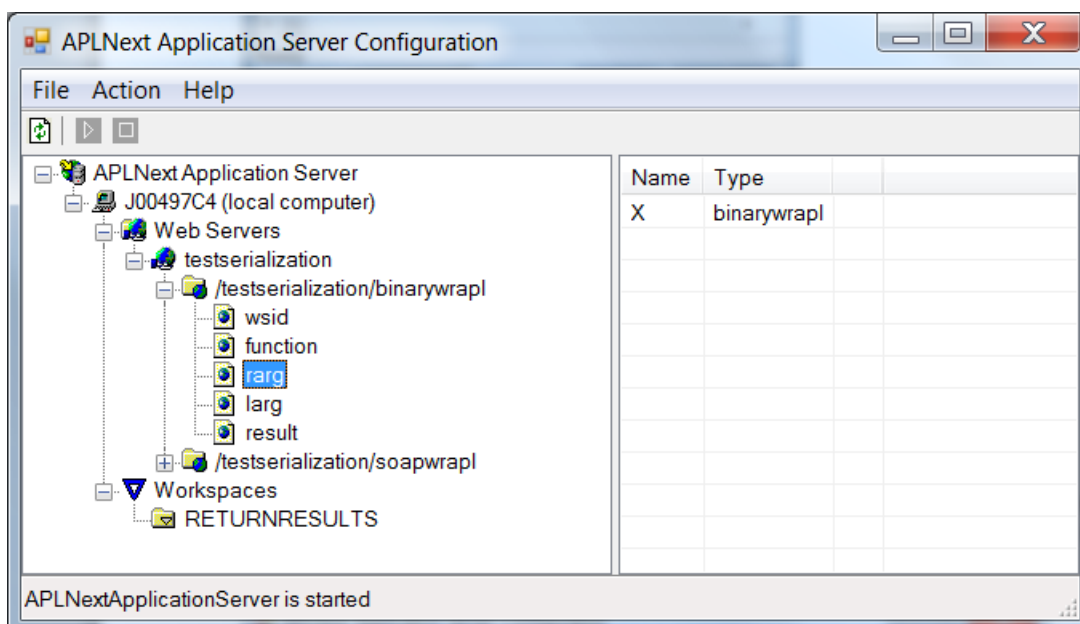 APLNext Application Server Configuration
File Action Help
APLNext Application Server
J00497C4 (local computer)
Web Servers
testserialization
/testserialization/binarywrapl
wsid
function
rarg
larg
result
/testserialization/soapwrapl
Workspaces
RETURNRESULTS
Name Type
X binarywrapl
APLNextApplicationServer is started